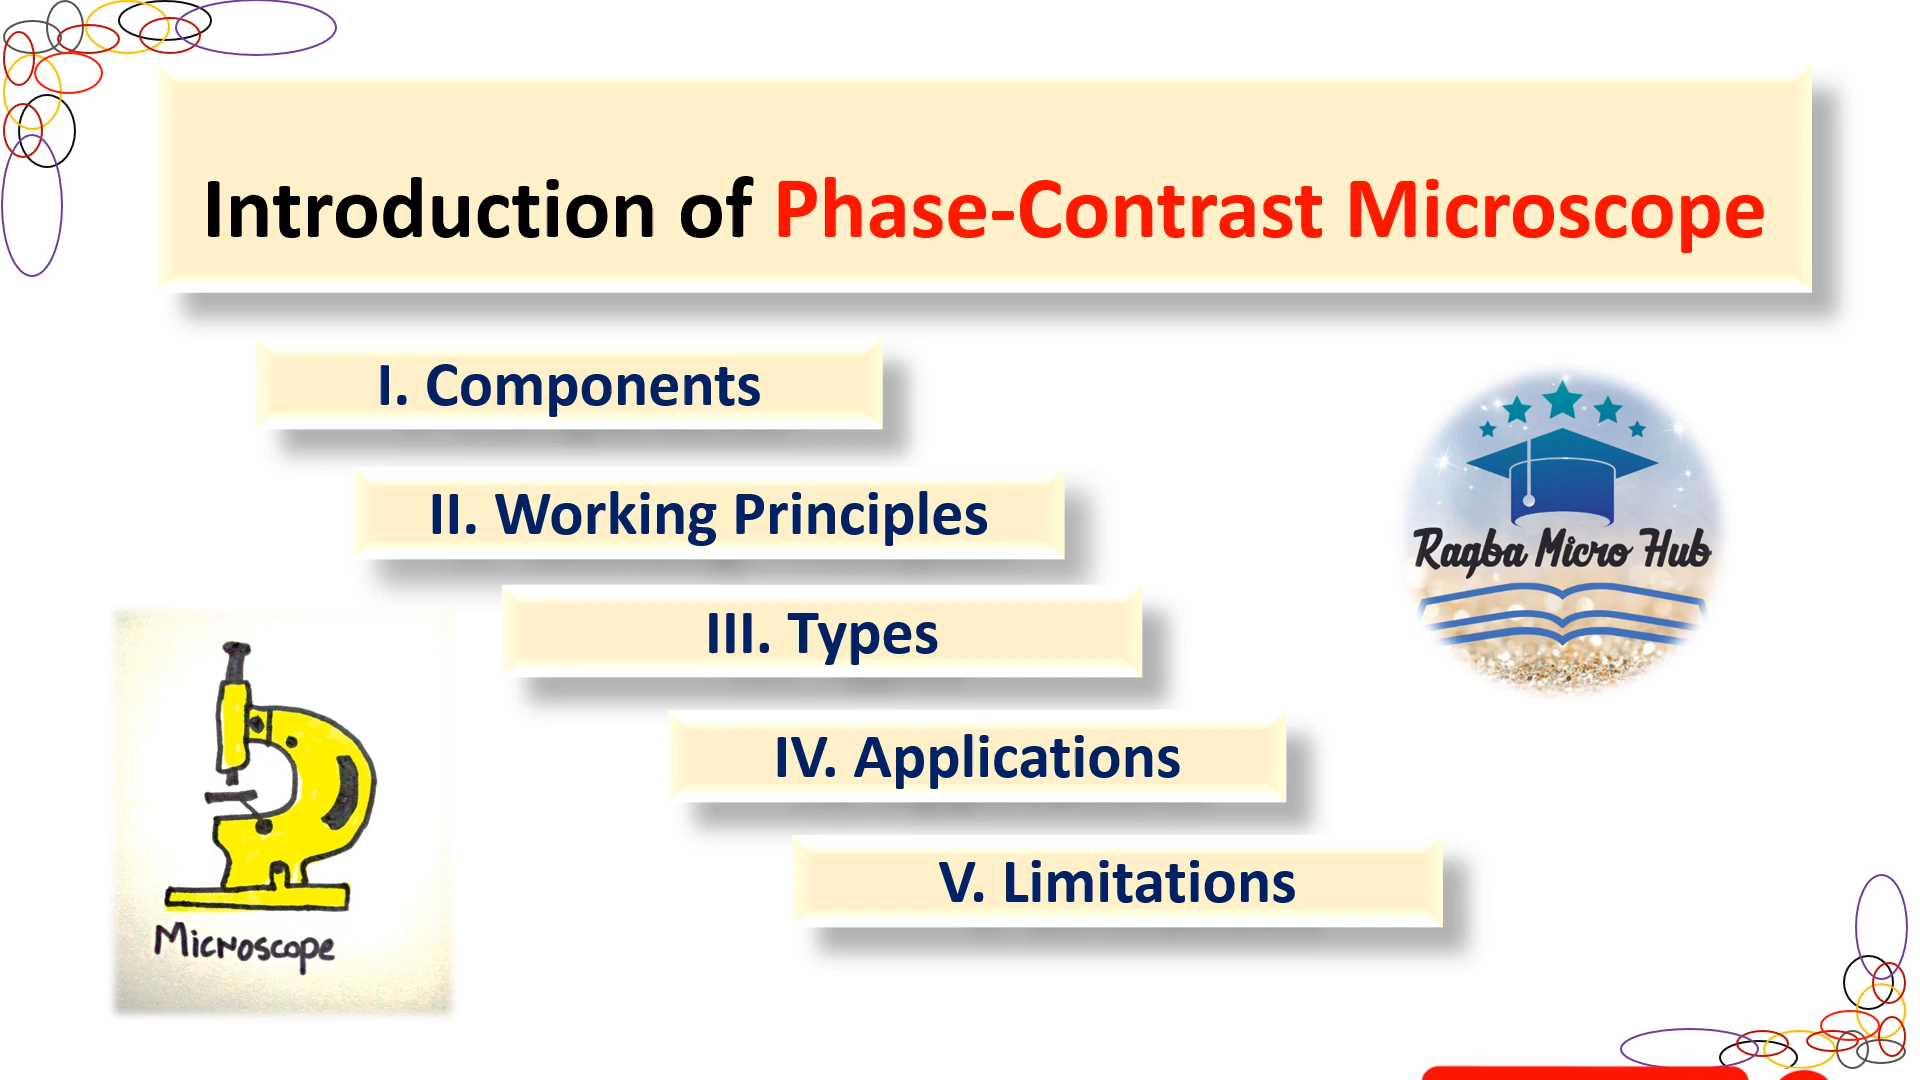 Introduction of Phase-Contrast Microscope
I. Components
II. Working Principles
III. Types
IV. Applications
V. Limitations
Ragba Micro Hub
Microscope